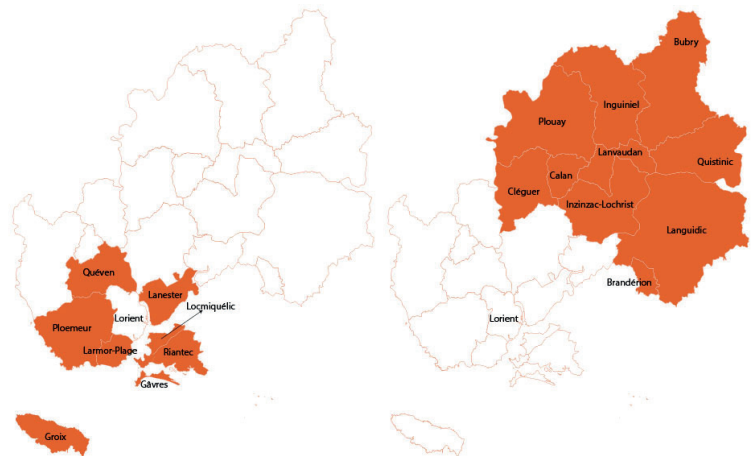 Quéven
Lanester
Locmiquélic
Lorient
Ploemeur
Larmor-Plage
Riantec
Gâvres
Groix
Bubry
Inguiniel
Plouay
Lanvaudan
Quistinic
Calan
Cléguer
Inzinzac-Lochrist
Languidic
Brandérion
Lorient